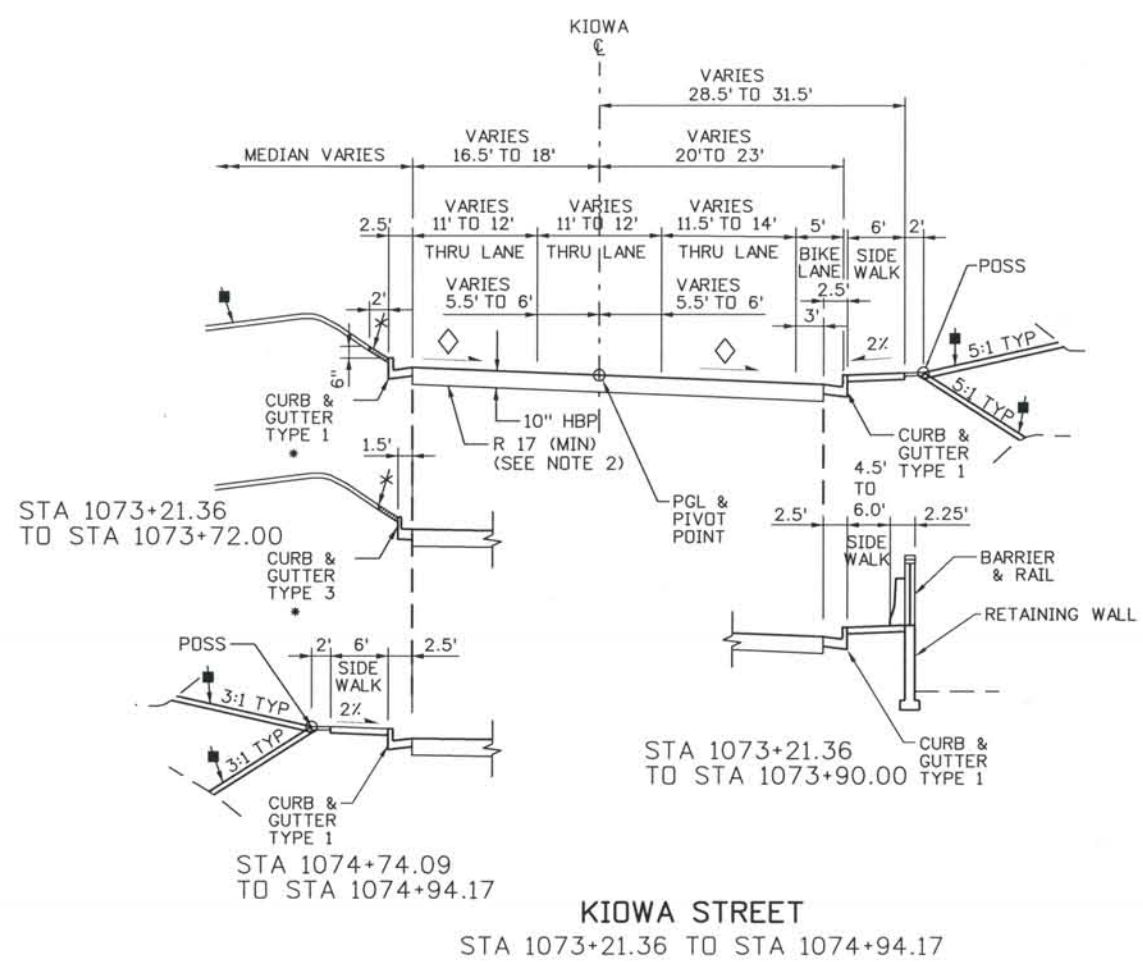 KIOWA
℄
VARIES
28.5' TO 31.5'
MEDIAN VARIES
VARIES
16.5' TO 18'
VARIES
20'TO 23'
2.5'
VARIES
11' TO 12'
THRU LANE
VARIES
11' TO 12'
THRU LANE
VARIES
11.5' TO 14'
THRU LANE
5'
BIKE
LANE
6'
SIDE
WALK
2'
POSS
VARIES
5.5' TO 6'
VARIES
5.5' TO 6'
2.5'
3'
2'
6"
2%
5:1 TYP
5:1 TYP
CURB &
GUTTER
TYPE 1
*
10" HBP
R 17 (MIN)
(SEE NOTE 2)
PGL &
PIVOT
POINT
CURB &
GUTTER
TYPE 1
1.5'
STA 1073+21.36
TO STA 1073+72.00
CURB &
GUTTER
TYPE 3
*
2.5'
4.5'
TO
6.0'
SIDE
WALK
2.25'
BARRIER
& RAIL
RETAINING WALL
CURB &
GUTTER
TYPE 1
STA 1073+21.36
TO STA 1073+90.00
POSS
2'
6'
SIDE
WALK
2.5'
2%
3:1 TYP
3:1 TYP
CURB &
GUTTER
TYPE 1
STA 1074+74.09
TO STA 1074+94.17
KIOWA STREET
STA 1073+21.36 TO STA 1074+94.17